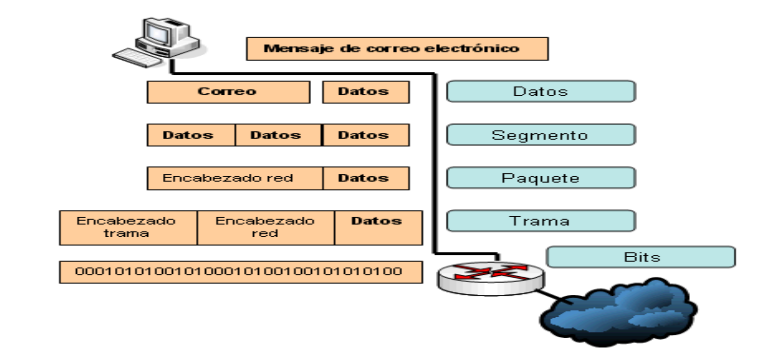 Mensaje de correo electrónico
Correo Datos Datos
Datos Datos Datos Segmento
Encabezado red Datos Paquete
Encabezado trama Encabezado red Datos Trama
Bits
000101010010100010100100101010100